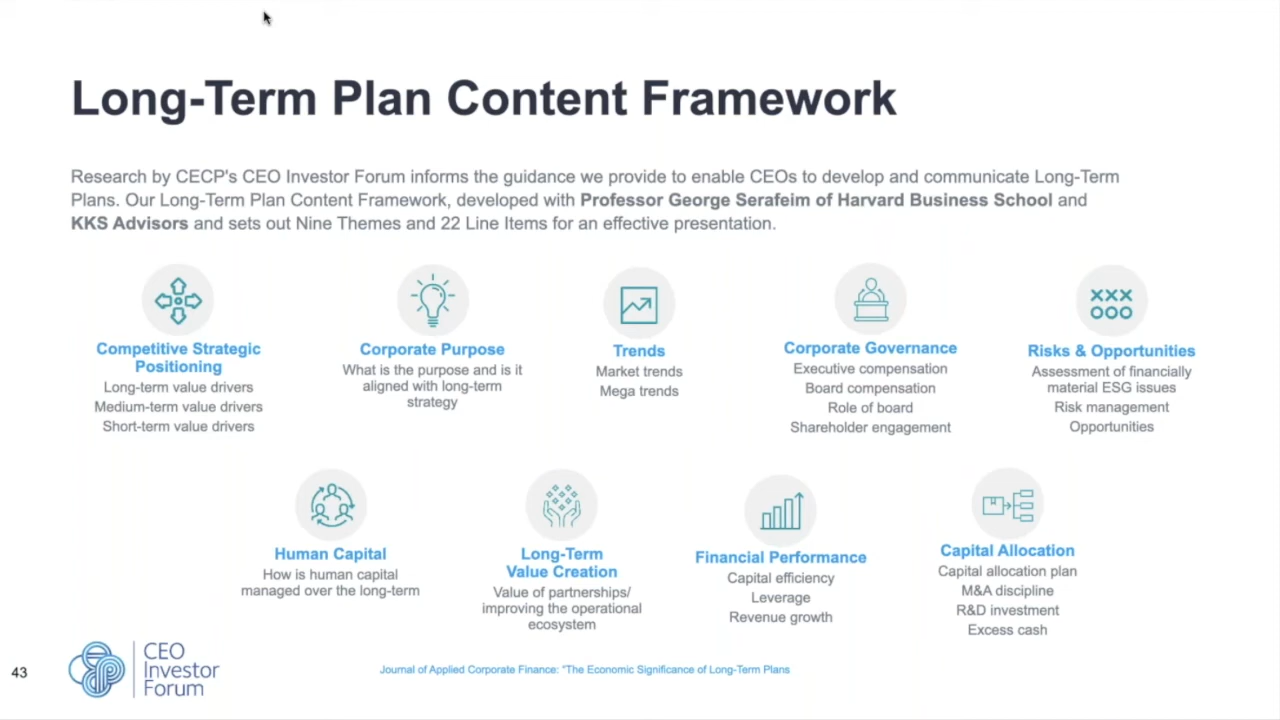 Long-Term Plan Content Framework
Research by CECP's CEO Investor Forum informs the guidance we provide to enable CEOs to develop and communicate Long-Term
Plans. Our Long-Term Plan Content Framework, developed with Professor George Serafeim of Harvard Business School and
KKS Advisors and sets out Nine Themes and 22 Line Items for an effective presentation.
Competitive Strategic
Positioning
Long-term value drivers
Medium-term value drivers
Short-term value drivers
Corporate Purpose
What is the purpose and is it
aligned with long-term
strategy
Trends
Market trends
Mega trends
Corporate Governance
Executive compensation
Board compensation
Role of board
Shareholder engagement
XXX
OOO
Risks & Opportunities
Assessment of financially
material ESG issues
Risk management
Opportunities
Human Capital
How is human capital
managed over the long-term
Long-Term
Value Creation
Value of partnerships/
improving the operational
ecosystem
Financial Performance
Capital efficiency
Leverage
Revenue growth
Capital Allocation
Capital allocation plan
M&A discipline
R&D investment
Excess cash
43
CEO
Investor
Forum
Journal of Applied Corporate Finance: "The Economic Significance of Long-Term Plans